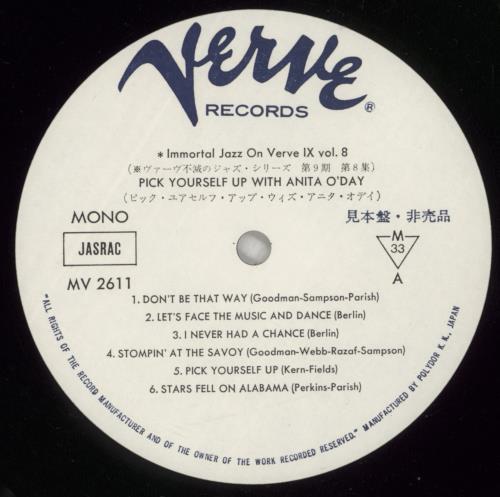 Verve
RECORDS ®
* Immortal Jazz On Verve IX vol. 8
(※ヴァーヴ不滅のジャズ・シリーズ 第9期 第8集)
PICK YOURSELF UP WITH ANITA O'DAY
(ピック・ユアセルフ・アップ・ウィズ・アニタ・オデイ)
MONO
見本盤・非売品
JASRAC
M
33
A
MV 2611
1. DON'T BE THAT WAY (Goodman-Sampson-Parish)
2. LET'S FACE THE MUSIC AND DANCE (Berlin)
3. I NEVER HAD A CHANCE (Berlin)
4. STOMPIN' AT THE SAVOY (Goodman-Webb-Razaf-Sampson)
5. PICK YOURSELF UP (Kern-Fields)
6. STARS FELL ON ALABAMA (Perkins-Parish)
"ALL RIGHTS OF THE RECORD MANUFACTURER AND OF THE OWNER OF THE WORK RECORDED RESERVED." MANUFACTURED BY POLYDOR K. K., JAPAN